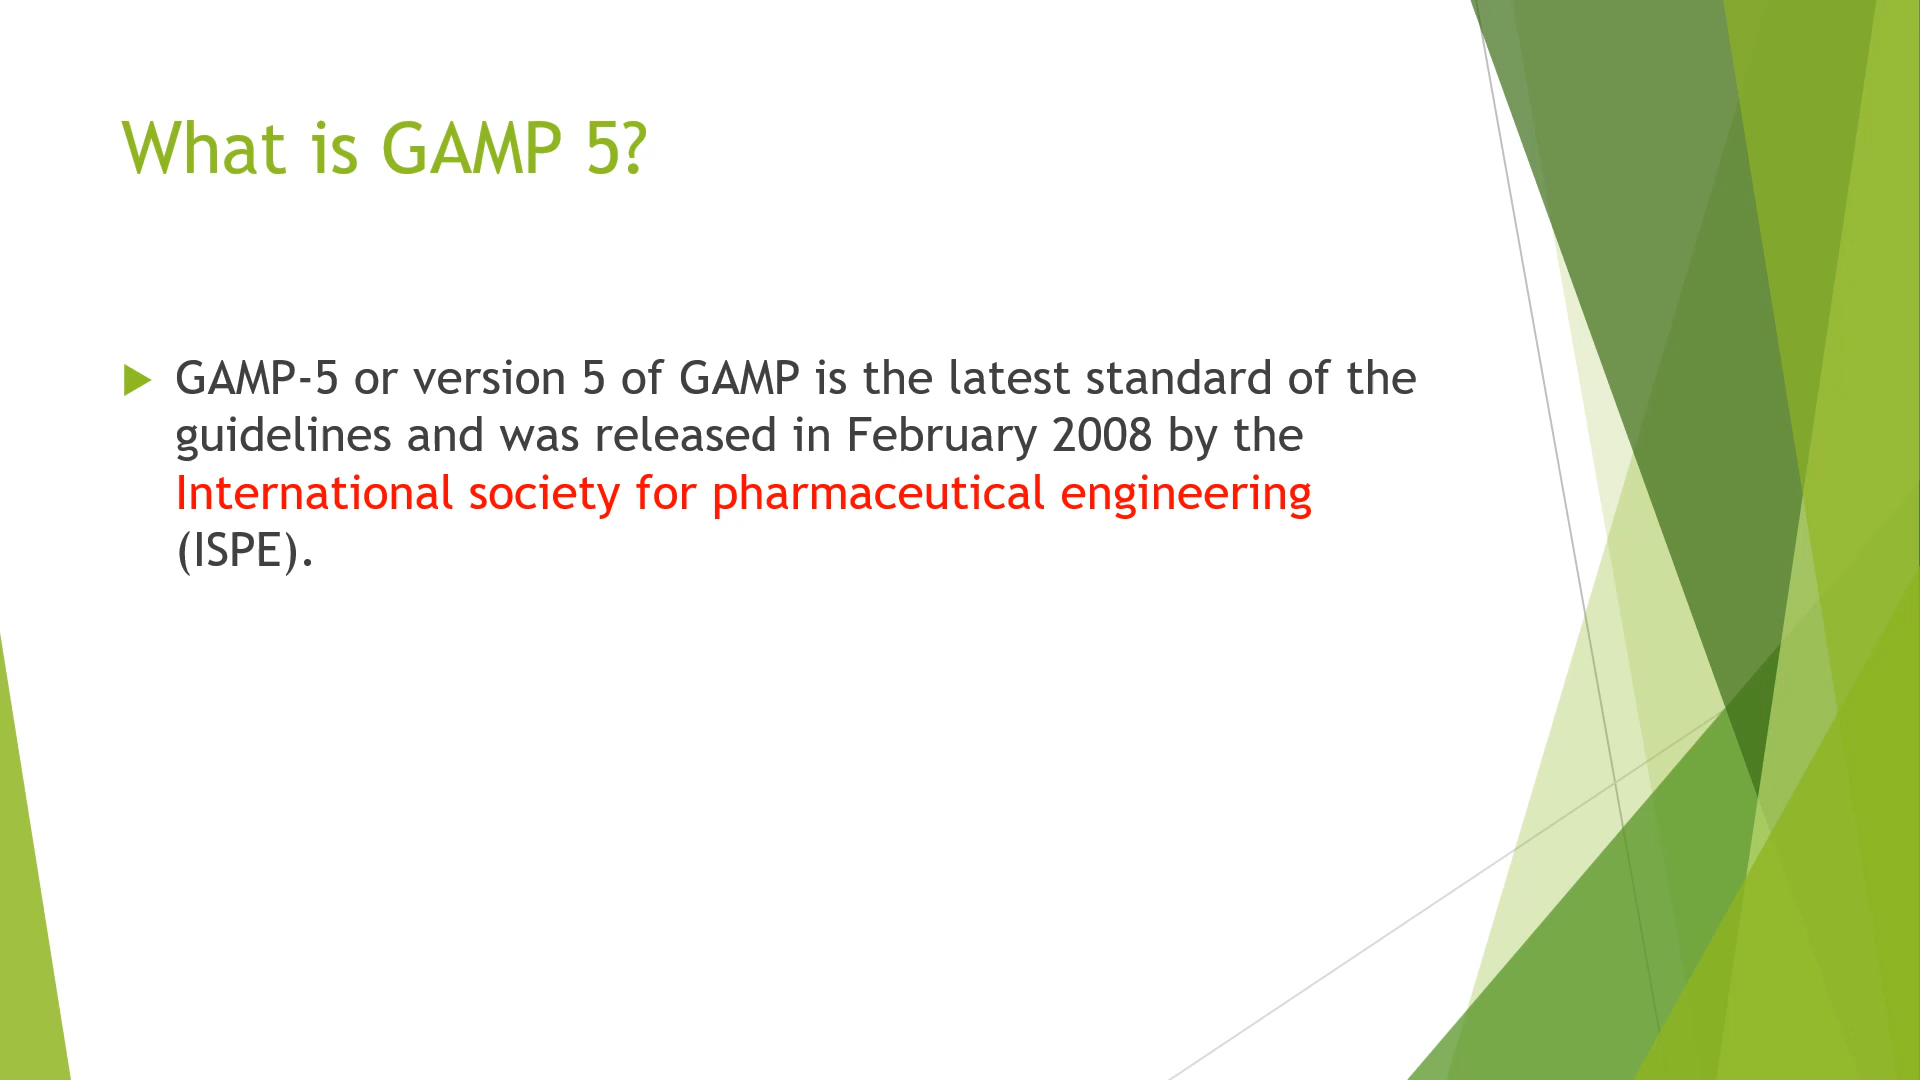 What is GAMP 5?
GAMP-5 or version 5 of GAMP is the latest standard of the
guidelines and was released in February 2008 by the
International society for pharmaceutical engineering
(ISPE).